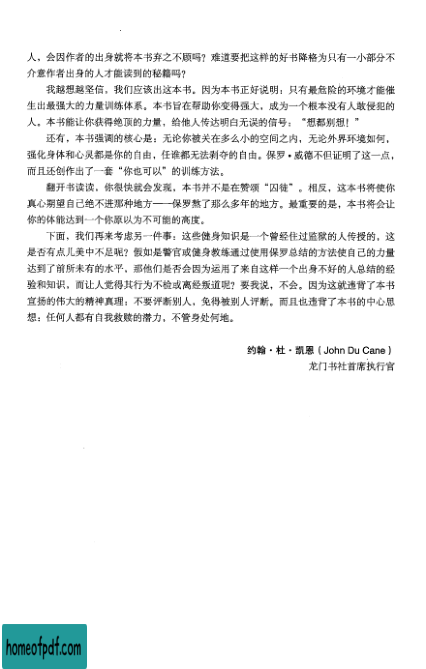 人，会因作者的出身就将本书弃之不顾吗？难道要把这样的好书降格为只有一小部分不
介意作者出身的人才能读到的秘籍吗？
我越想越坚信，我们应该出这本书。因为本书正好说明：只有最危险的环境才能催
生出最强大的力量训练体系。本书旨在帮助你变得强大，成为一个根本没有人敢侵犯的
人。本书能让你获得绝顶的力量，给他人传达明白无误的信号：“想都别想！”
还有，本书强调的核心是：无论你被关在多么小的空间之内，无论外界环境如何，
强化身体和心灵都是你的自由，任谁都无法剥夺的自由。保罗·威德不但证明了这一点，
而且还创作出了一套“你也可以”的训练方法。
翻开书读读，你很快就会发现，本书并不是在赞颂“囚徒”。相反，这本书将使你
真心期望自己绝不进那种地方——保罗熬了那么多年的地方。最重要的是，本书将会让
你的体能达到一个你原以为不可能的高度。
下面，我们再来考虑另一件事：这些健身知识是一个曾经住过监狱的人传授的，这
是否有点儿美中不足呢？假如是警官或健身教练通过使用保罗总结的方法使自己的力量
达到了前所未有的水平，那他们是否会因为运用了来自这样一个出身不好的人总结的经
验和知识，而让人觉得其行为不检或离经叛道呢？要我说，不会。因为这就违背了本书
宣扬的伟大的精神真理：不要评断别人，免得被别人评断。而且也违背了本书的中心思
想：任何人都有自我救赎的潜力，不管身处何地。
约翰·杜·凯恩（John Du Cane）
龙门书社首席执行官
homeofpdf.com